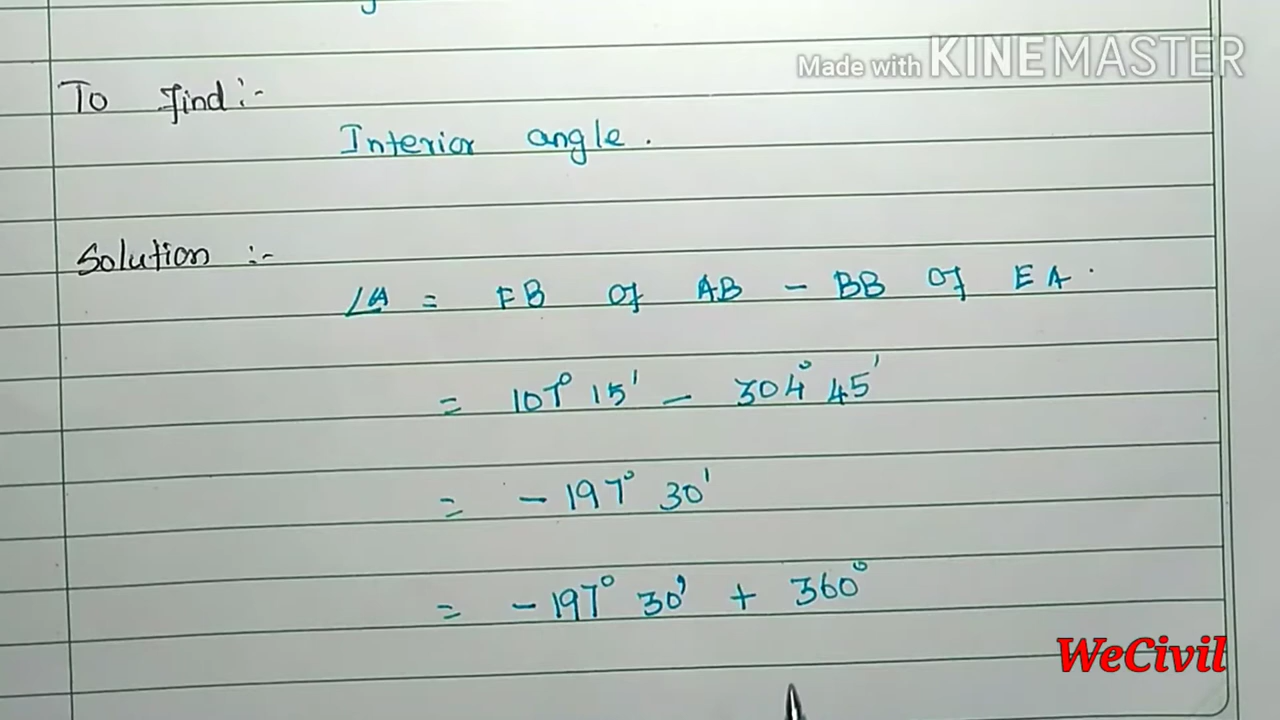 Made with KINEMASTER
To find :-
Interior angle.
Solution :-
∠A = FB of AB - BB of EA.
= 107° 15' - 304° 45'
= - 197° 30'
= - 197° 30' + 360°
WeCivil